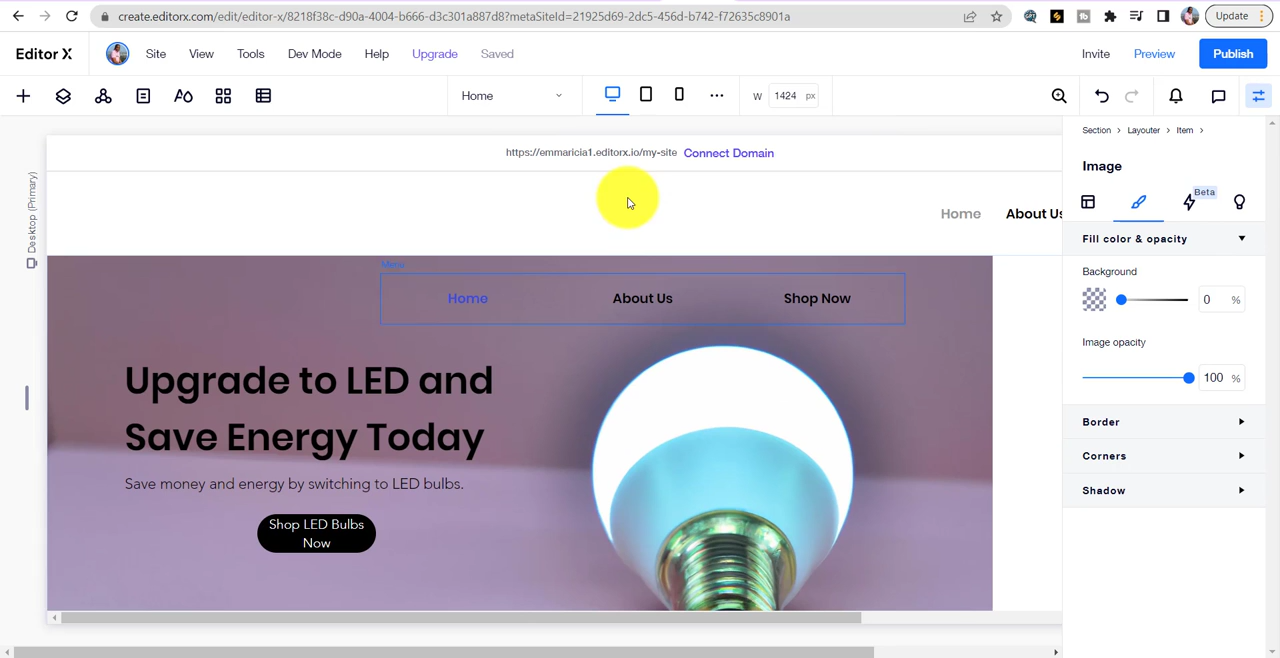 create.editorx.com/edit/editor-x/8218f38c-d90a-4004-b666-d3c301a887d8?metaSiteId=21925d69-2dc5-456d-b742-f72635c8901a
Update
Editor X
Site
View
Tools
Dev Mode
Help
Upgrade
Saved
Invite
Preview
Publish
Home
W
1424
px
https://emmaricia1.editorx.io/my-site
Connect Domain
Desktop (Primary)
Home
About Us
Menu
Home
About Us
Shop Now
Upgrade to LED and
Save Energy Today
Save money and energy by switching to LED bulbs.
Shop LED Bulbs
Now
Section > Layouter > Item >
Image
Beta
Fill color & opacity
Background
0 %
Image opacity
100 %
Border
Corners
Shadow